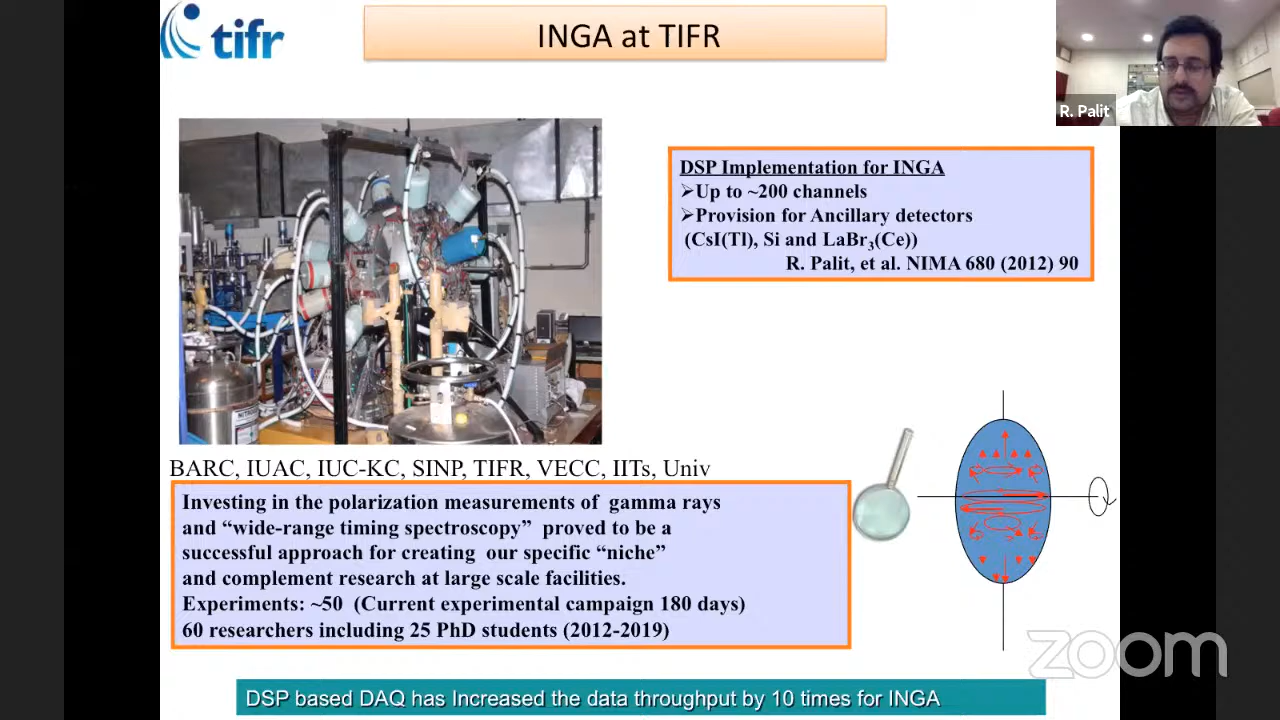 tifr
INGA at TIFR
R. Palit
DSP Implementation for INGA
➢Up to ~200 channels
➢Provision for Ancillary detectors
(CsI(Tl), Si and LaBr₃(Ce))
R. Palit, et al. NIMA 680 (2012) 90
BARC, IUAC, IUC-KC, SINP, TIFR, VECC, IITs, Univ
Investing in the polarization measurements of gamma rays
and “wide-range timing spectroscopy” proved to be a
successful approach for creating our specific “niche”
and complement research at large scale facilities.
Experiments: ~50 (Current experimental campaign 180 days)
60 researchers including 25 PhD students (2012-2019)
zoom
DSP based DAQ has Increased the data throughput by 10 times for INGA